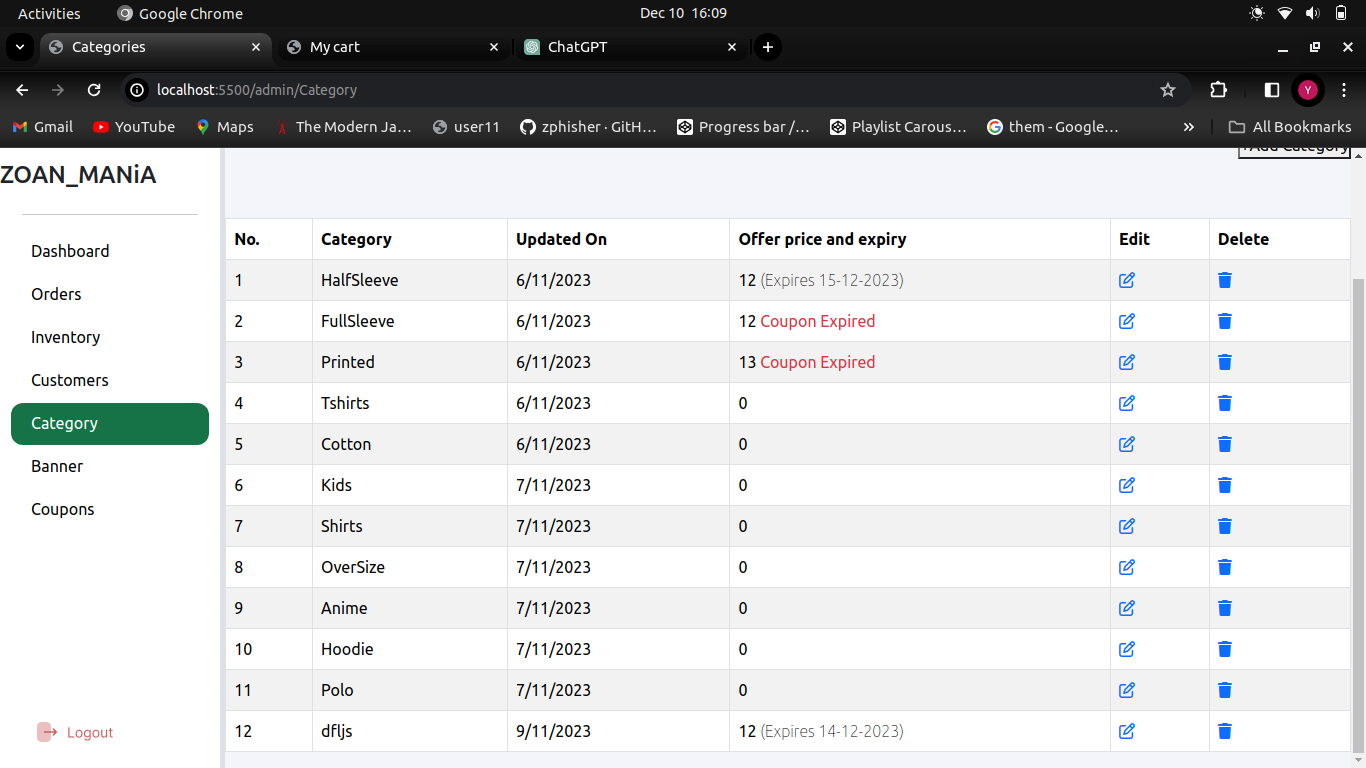 Activities Google Chrome Dec 10 16:09
Categories My cart ChatGPT
localhost:5500/admin/Category Y
Gmail YouTube Maps The Modern Ja... user11 zphisher · GitH... Progress bar /... Playlist Carous... them - Google... » All Bookmarks
+Add Category
ZOAN_MANiA
Dashboard
Orders
Inventory
Customers
Category
Banner
Coupons
Logout
No. Category Updated On Offer price and expiry Edit Delete
1 HalfSleeve 6/11/2023 12 (Expires 15-12-2023)
2 FullSleeve 6/11/2023 12 Coupon Expired
3 Printed 6/11/2023 13 Coupon Expired
4 Tshirts 6/11/2023 0
5 Cotton 6/11/2023 0
6 Kids 7/11/2023 0
7 Shirts 7/11/2023 0
8 OverSize 7/11/2023 0
9 Anime 7/11/2023 0
10 Hoodie 7/11/2023 0
11 Polo 7/11/2023 0
12 dfljs 9/11/2023 12 (Expires 14-12-2023)